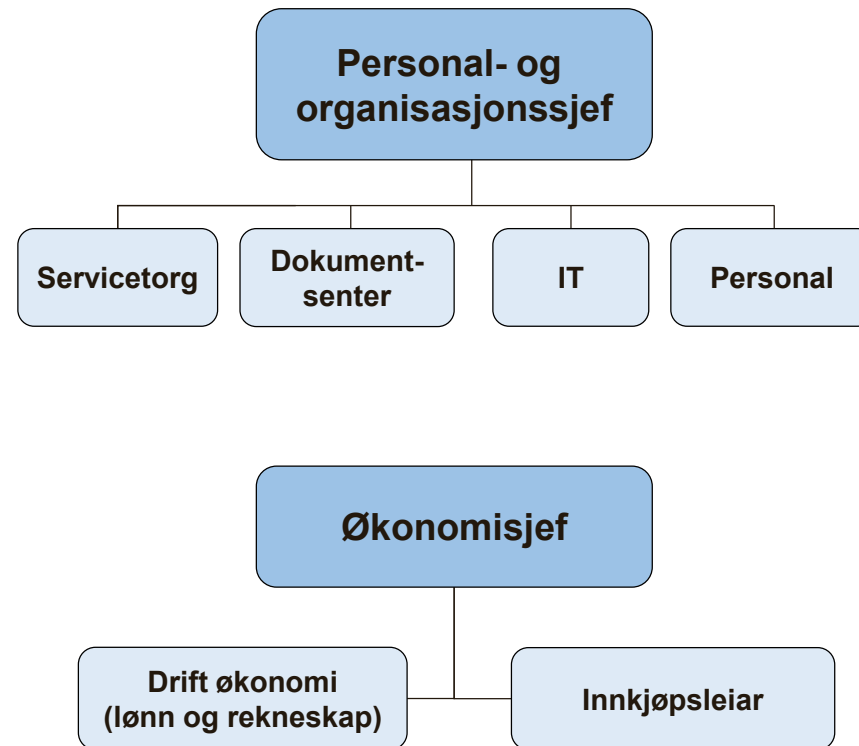 Personal- og
organisasjonssjef
Servicetorg
Dokument-
senter
IT
Personal
Økonomisjef
Drift økonomi
(lønn og rekneskap)
Innkjøpsleiar